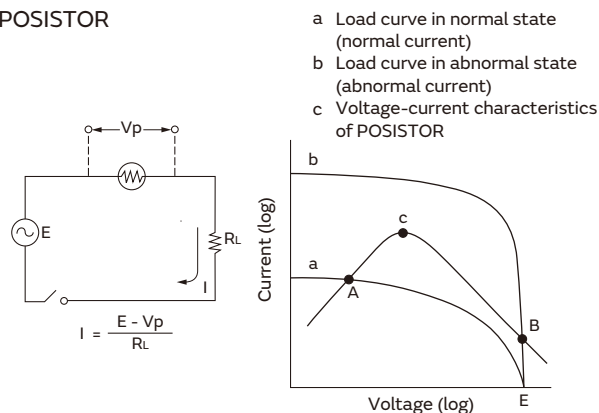 POSISTOR
a Load curve in normal state
(normal current)
b Load curve in abnormal state
(abnormal current)
c Voltage-current characteristics
of POSISTOR
Vp
E
RL
I
I = E - Vp
RL
Current (log)
b
c
a
A
B
Voltage (log)
E